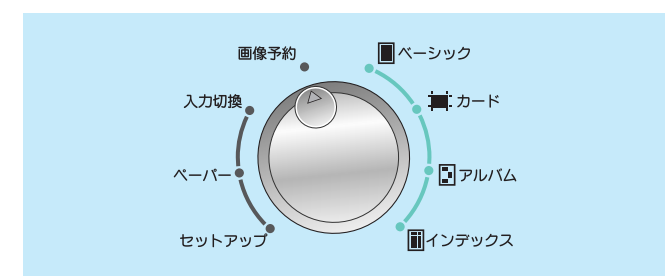 画像予約
ベーシック
入力切換
カード
ペーパー
アルバム
セットアップ
インデックス